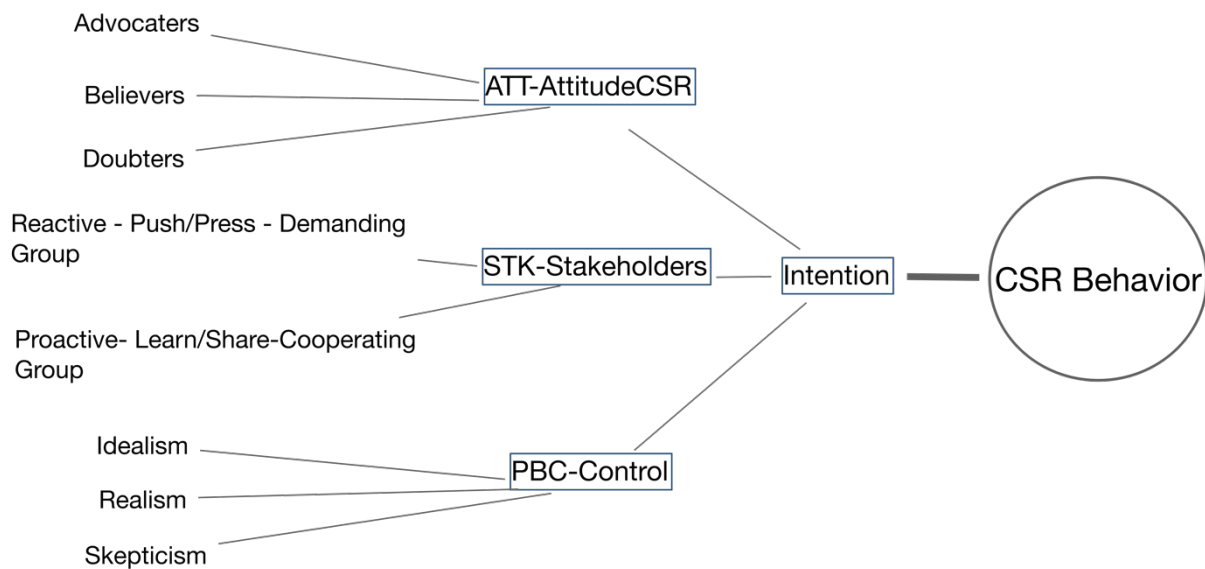 Advocaters
ATT-AttitudeCSR
Believers
Doubters
Reactive - Push/Press - Demanding
Group
STK-Stakeholders
Intention
CSR Behavior
Proactive- Learn/Share-Cooperating
Group
Idealism
PBC-Control
Realism
Skepticism